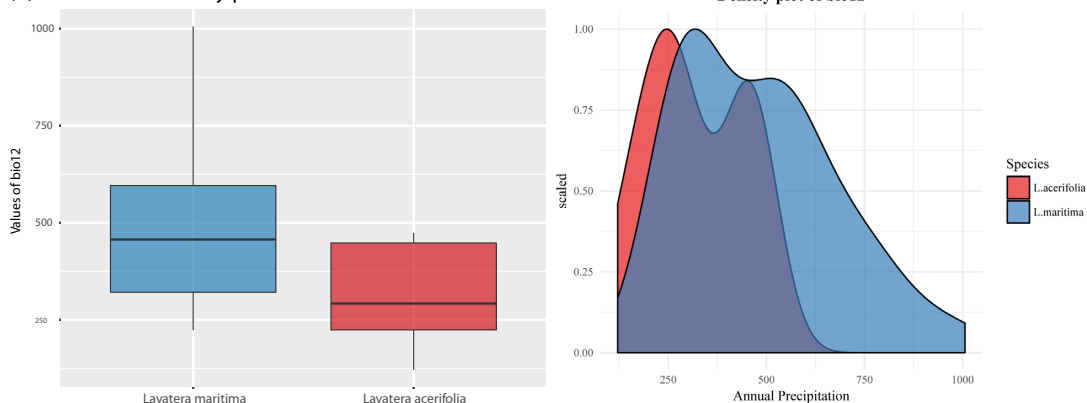 1000
750
500
250
Values of bio12
Lavatera maritima
Lavatera acerifolia
1.00
0.75
0.50
0.25
0.00
scaled
250
500
750
1000
Annual Precipitation
Species
L.acerifolia
L.maritima